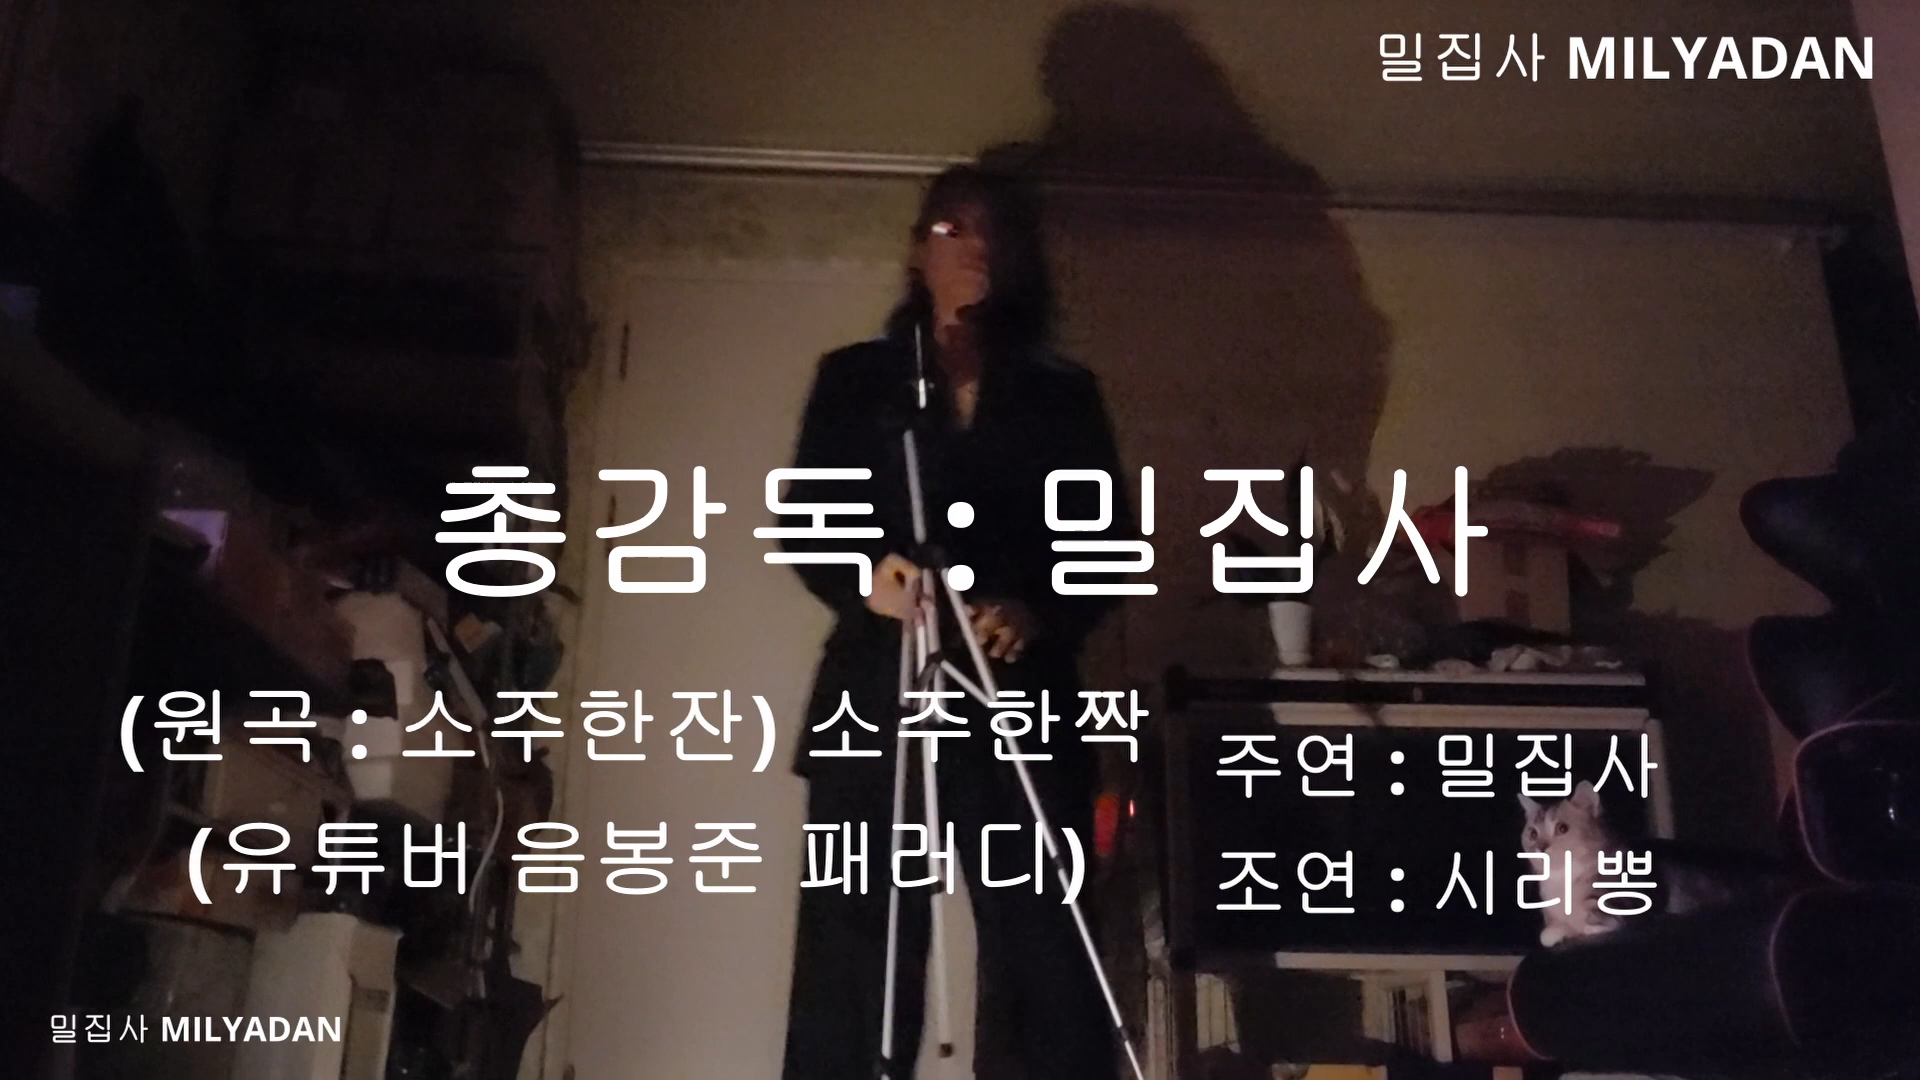 밀집사 MILYADAN
총감독 : 밀집사
(원곡 : 소주한잔) 소주한짝
(유튜버 음봉준 패러디)
주연 : 밀집사
조연 : 시리뽕
밀집사 MILYADAN